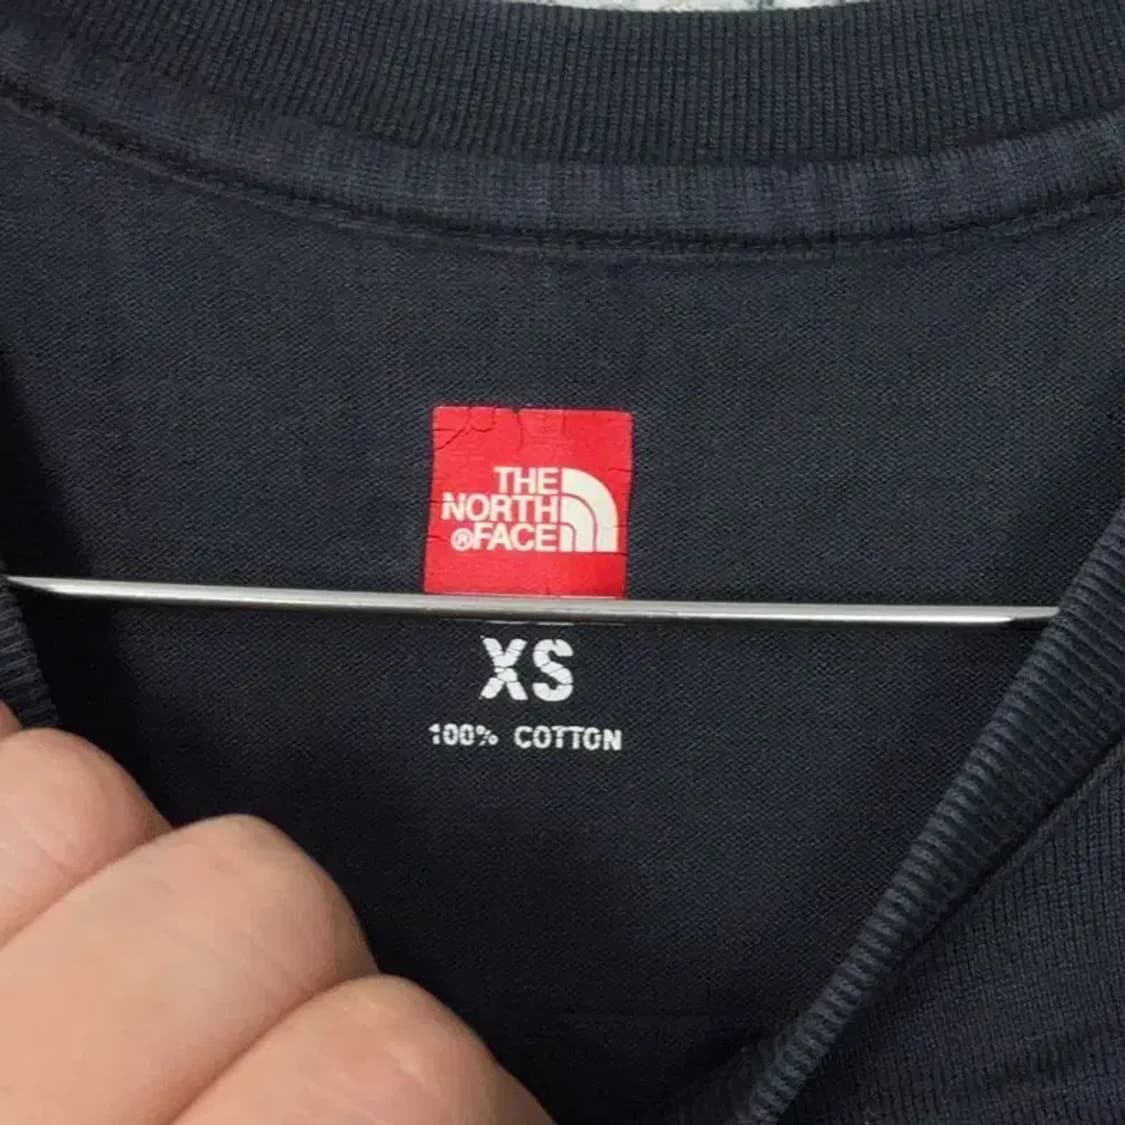 THE
NORTH
®FACE
XS
100% COTTON